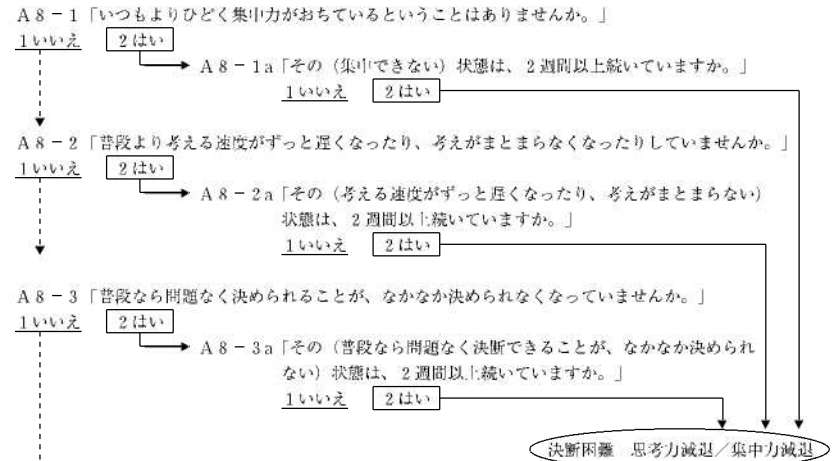 A8－1「いつもよりひどく集中力がおちているということはありませんか。」
1いいえ 2はい
A8－1a「その（集中できない）状態は、2週間以上続いていますか。」
1いいえ 2はい
A8－2「普段より考える速度がずっと遅くなったり、考えがまとまらなくなったりしていませんか。」
1いいえ 2はい
A8－2a「その（考える速度がずっと遅くなったり、考えがまとまらない）
状態は、2週間以上続いていますか。」
1いいえ 2はい
A8－3「普段なら問題なく決められることが、なかなか決められなくなっていませんか。」
1いいえ 2はい
A8－3a「その（普段なら問題なく決断できることが、なかなか決められ
ない）状態は、2週間以上続いていますか。」
1いいえ 2はい
決断困難 思考力減退／集中力減退